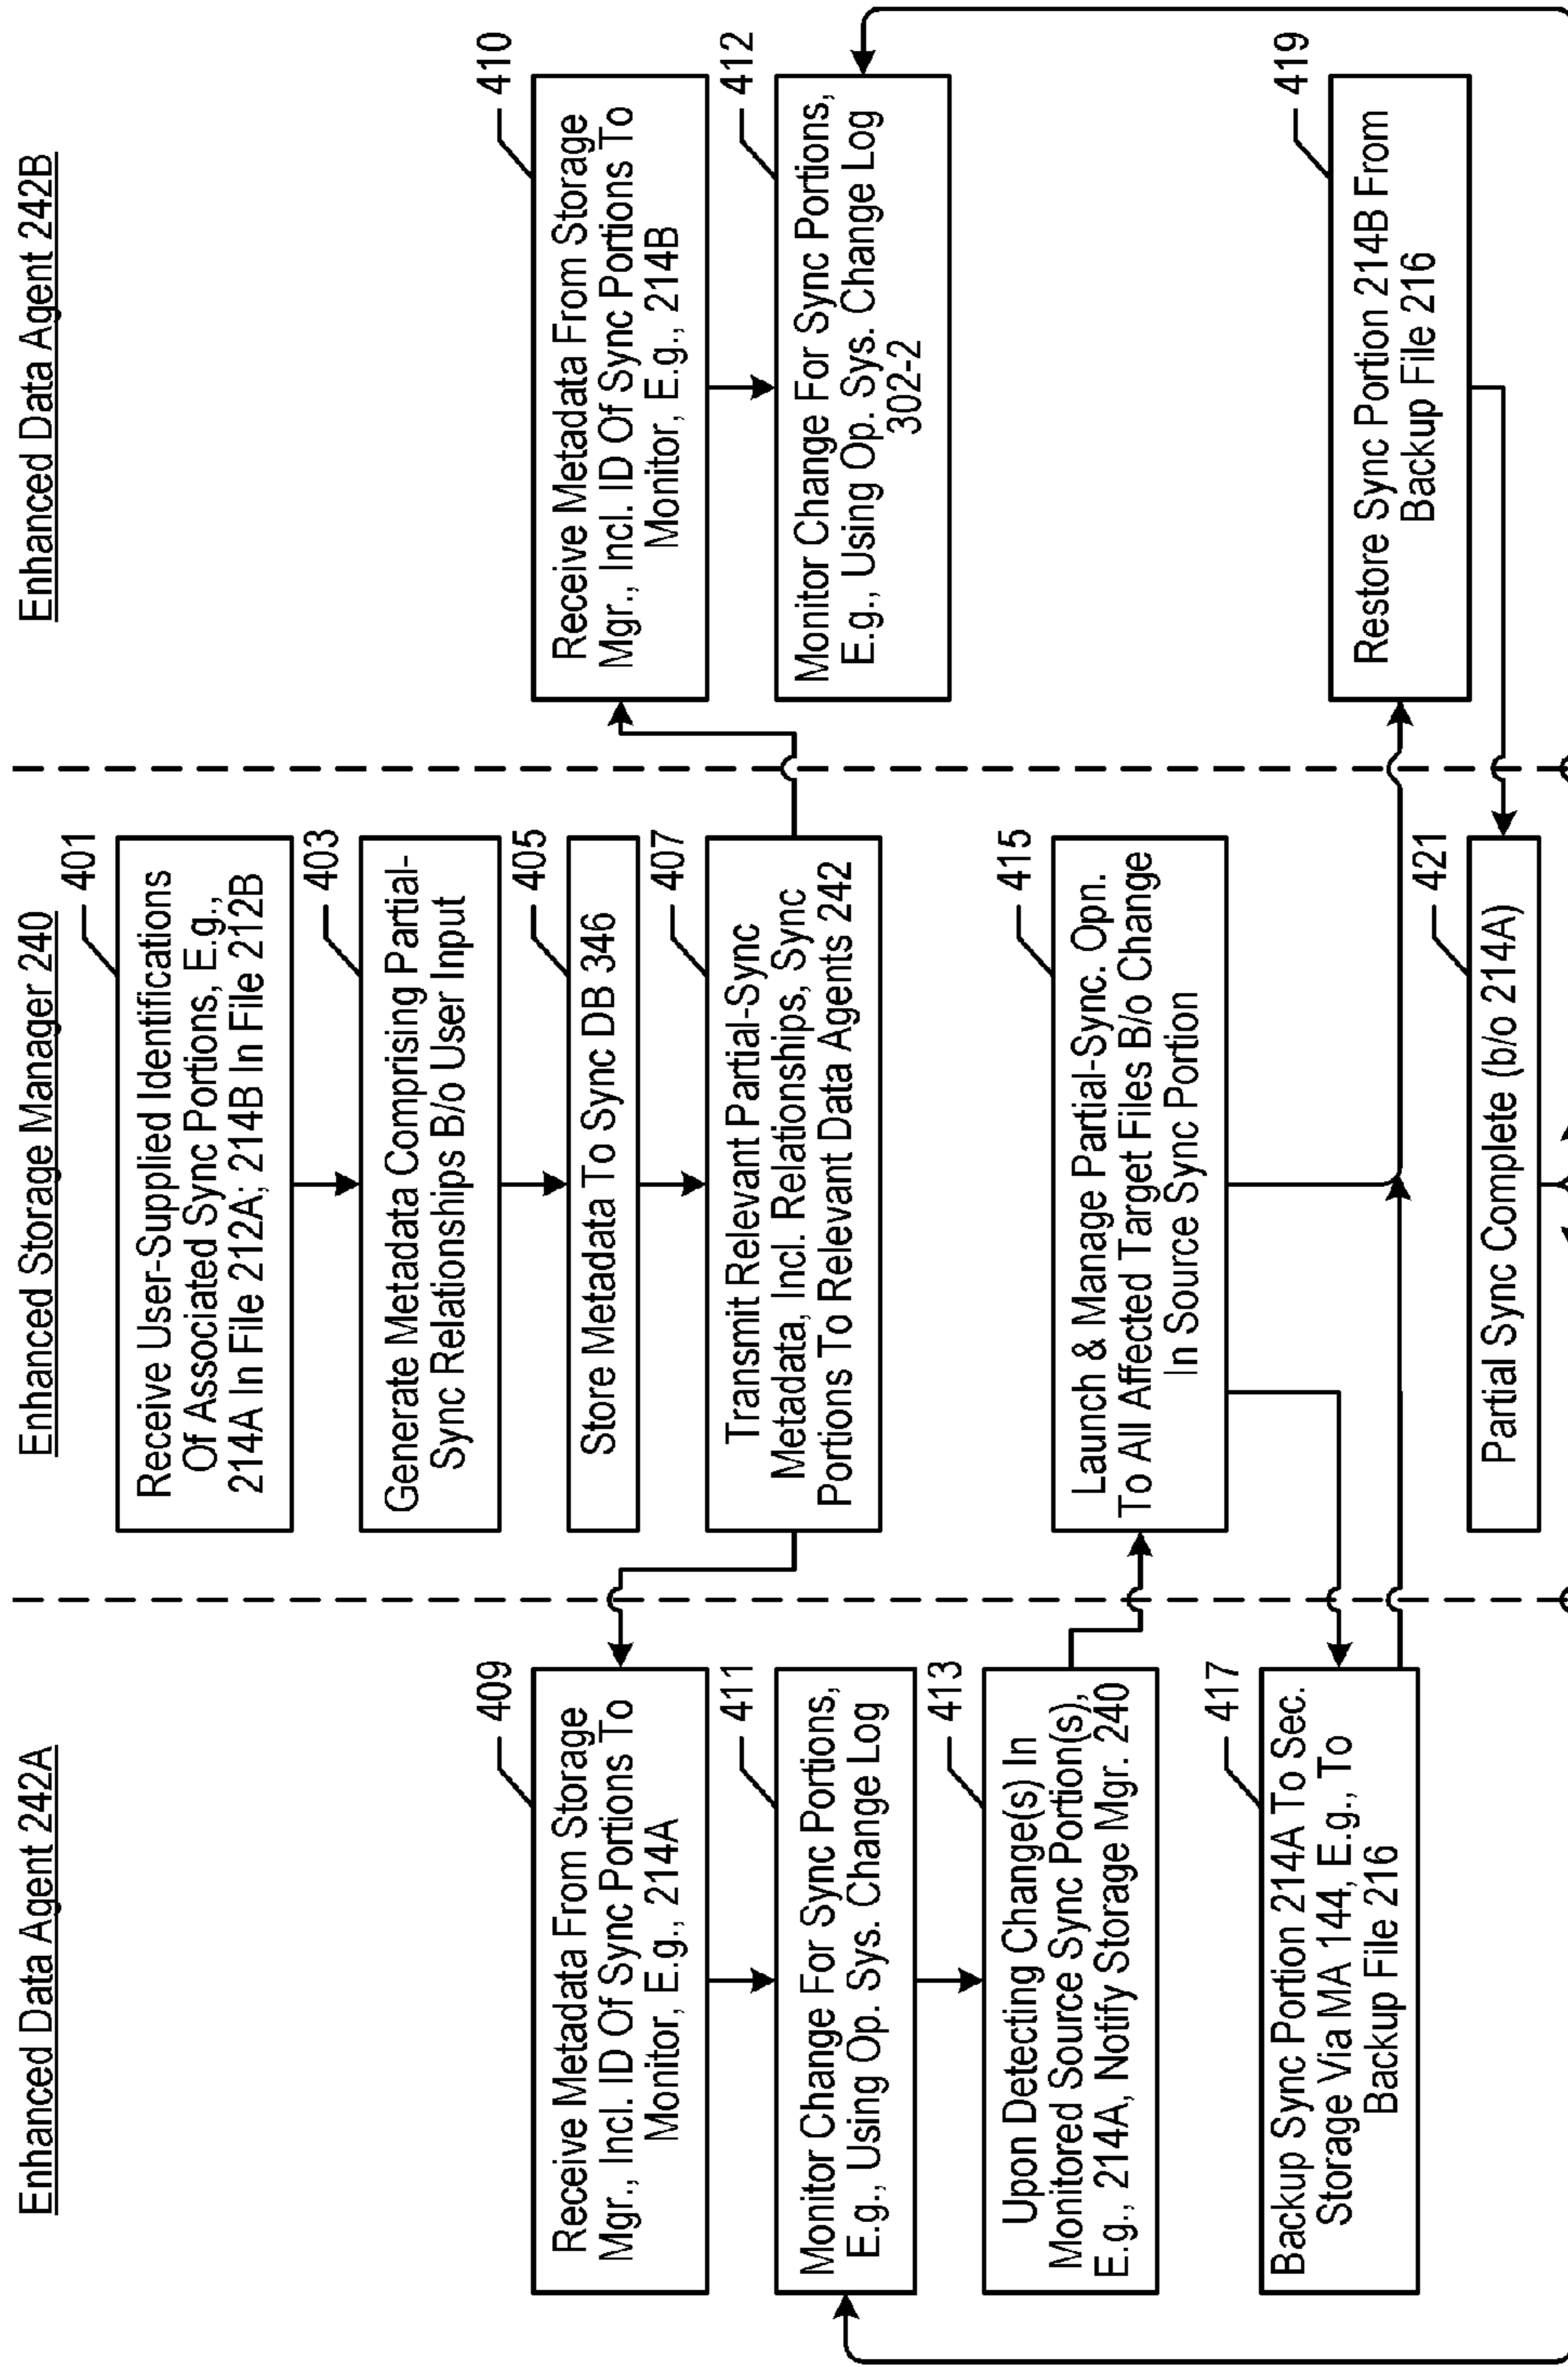 Enhanced Data Agent 242A
Enhanced Storage Manager 240
Enhanced Data Agent 242B
401
Receive User-Supplied Identifications
Of Associated Sync Portions, E.g.,
214A In File 212A; 214B In File 212B
403
Generate Metadata Comprising Partial-
Sync Relationships B/o User Input
405
Store Metadata To Sync DB 346
407
Transmit Relevant Partial-Sync
Metadata, Incl. Relationships, Sync
Portions To Relevant Data Agents 242
409
Receive Metadata From Storage
Mgr., Incl. ID Of Sync Portions To
Monitor, E.g., 214A
410
Receive Metadata From Storage
Mgr., Incl. ID Of Sync Portions To
Monitor, E.g., 214B
411
Monitor Change For Sync Portions,
E.g., Using Op. Sys. Change Log
412
Monitor Change For Sync Portions,
E.g., Using Op. Sys. Change Log
302-2
413
Upon Detecting Change(s) In
Monitored Source Sync Portion(s),
E.g., 214A, Notify Storage Mgr. 240
415
Launch & Manage Partial-Sync. Opn.
To All Affected Target Files B/o Change
In Source Sync Portion
417
Backup Sync Portion 214A To Sec.
Storage Via MA 144, E.g., To
Backup File 216
419
Restore Sync Portion 214B From
Backup File 216
421
Partial Sync Complete (b/o 214A)